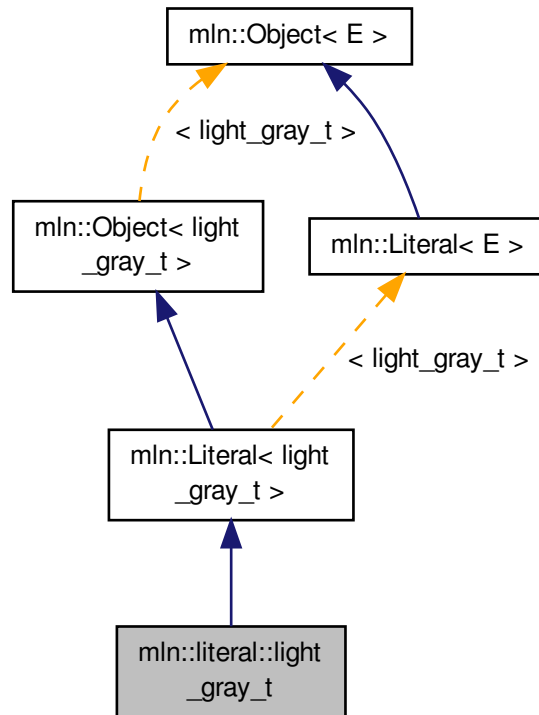 mln::Object< E >
< light_gray_t >
mln::Object< light
_gray_t >
mln::Literal< E >
< light_gray_t >
mln::Literal< light
_gray_t >
mln::literal::light
_gray_t